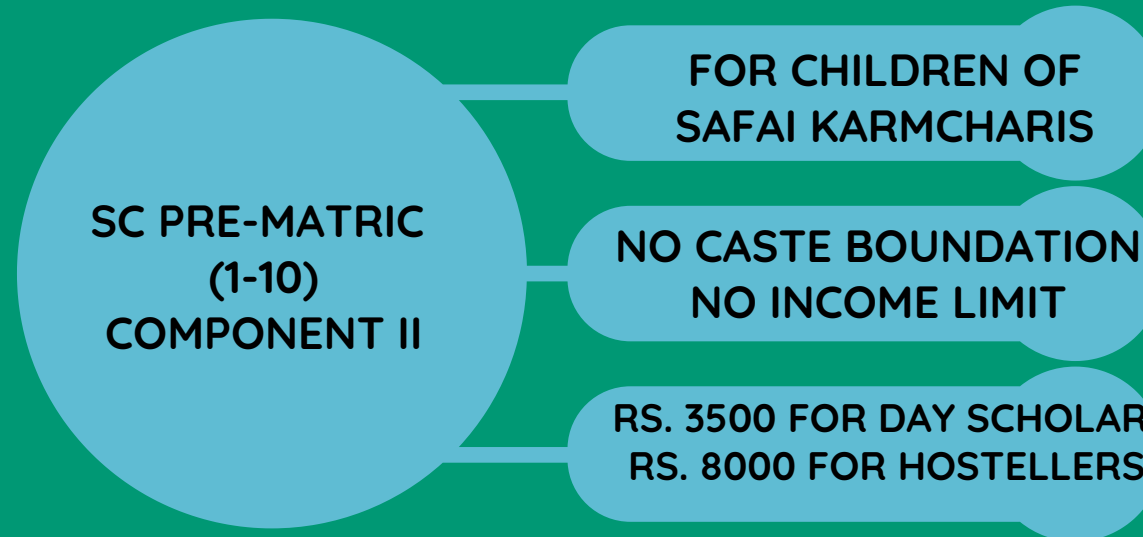 SC PRE-MATRIC
(1-10)
COMPONENT II
FOR CHILDREN OF
SAFAI KARMCHARIS
NO CASTE BOUNDATION
NO INCOME LIMIT
RS. 3500 FOR DAY SCHOLAR
RS. 8000 FOR HOSTELLERS